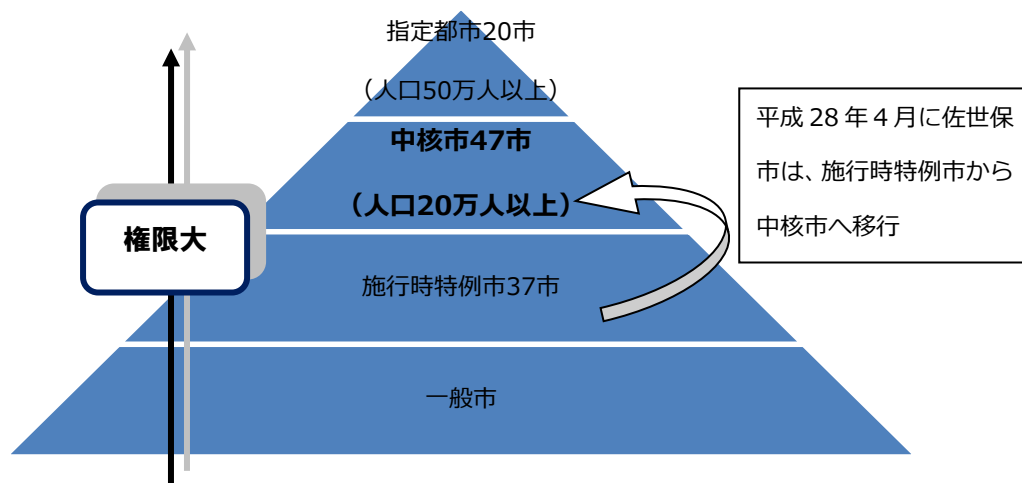 指定都市20市
（人口50万人以上）
中核市47市
（人口20万人以上）
施行時特例市37市
一般市
権限大
平成 28 年 4 月に佐世保
市は、施行時特例市から
中核市へ移行